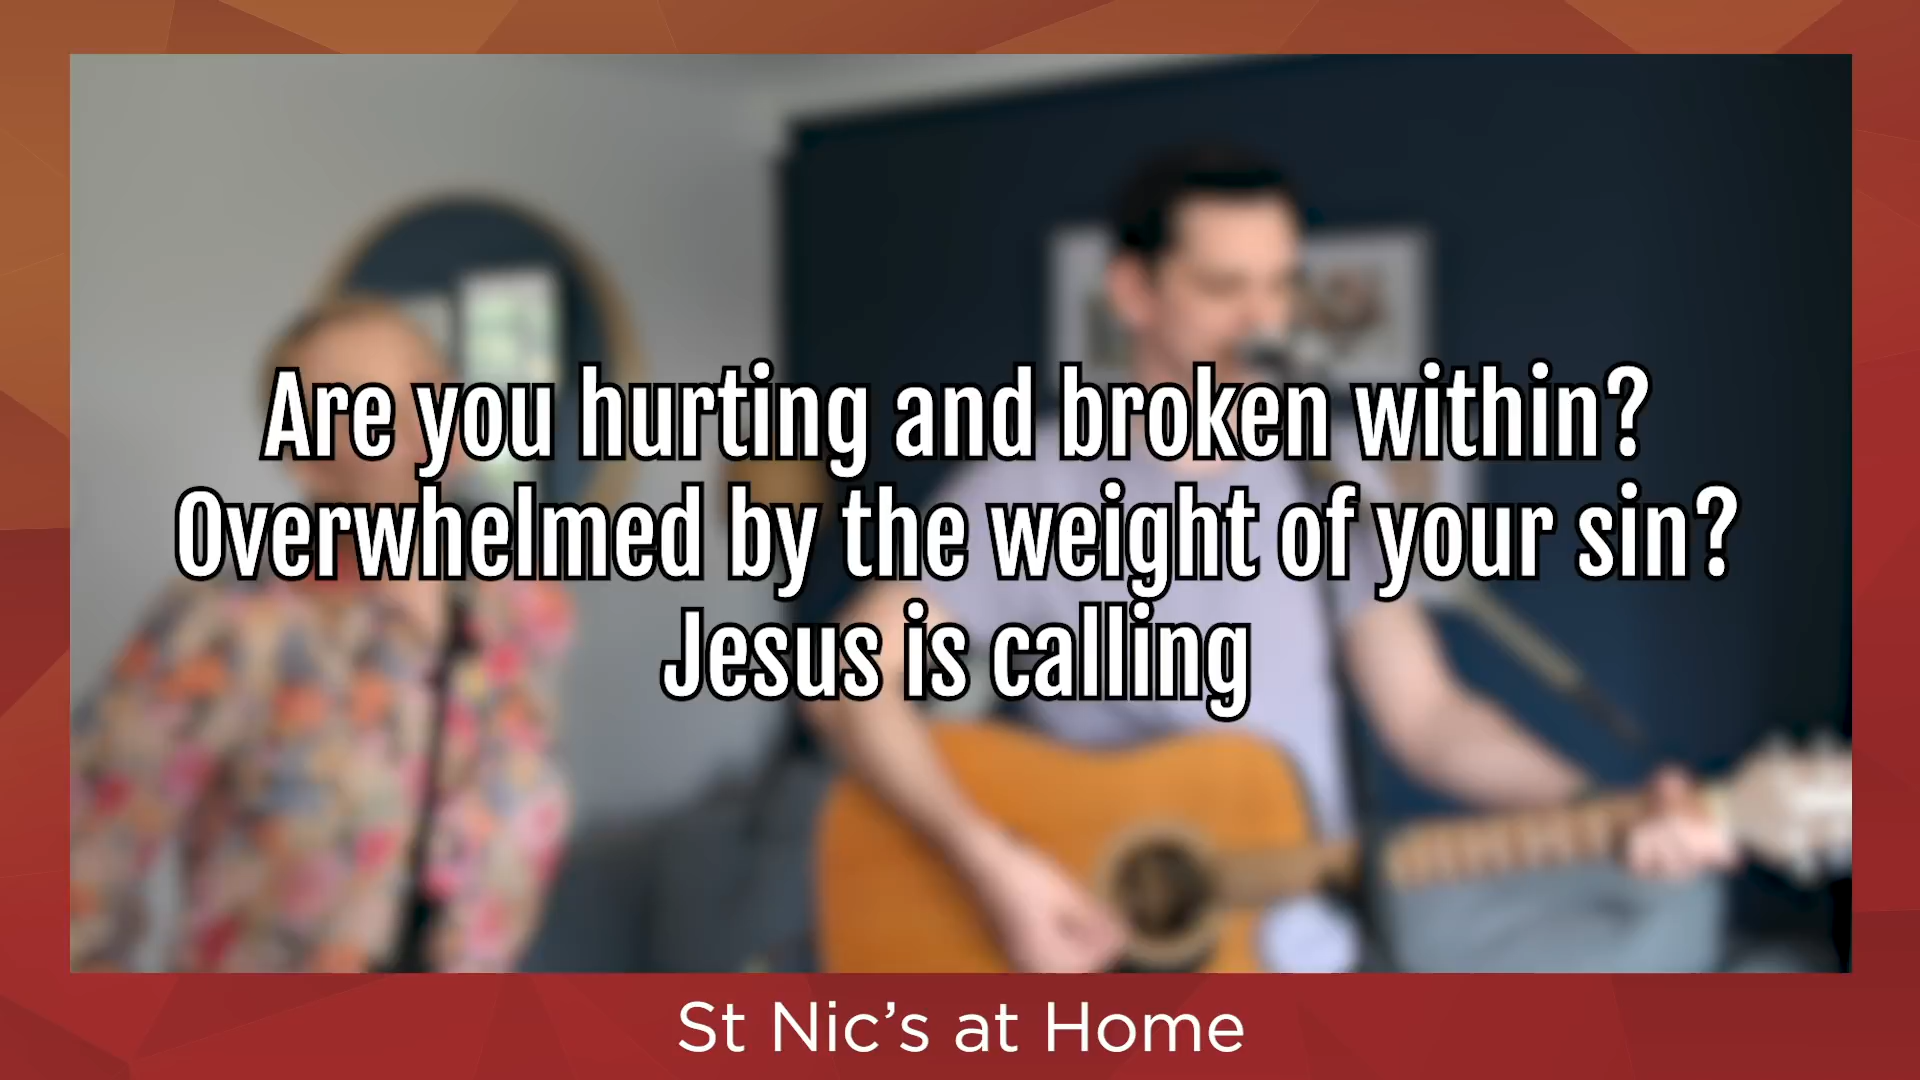 Are you hurting and broken within?
Overwhelmed by the weight of your sin?
Jesus is calling
St Nic’s at Home